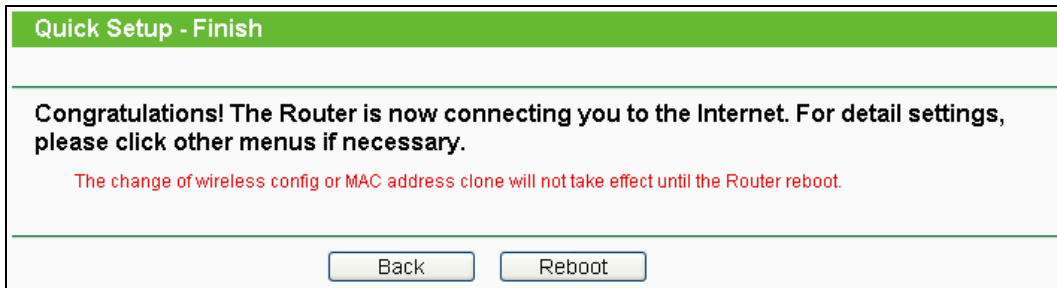 Quick Setup - Finish
Congratulations! The Router is now connecting you to the Internet. For detail settings,
please click other menus if necessary.
The change of wireless config or MAC address clone will not take effect until the Router reboot.
Back Reboot